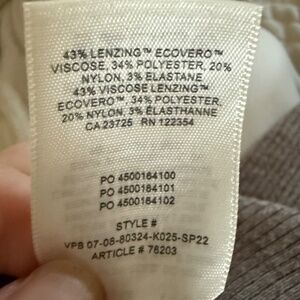 43% LENZING™ ECOVERO™
VISCOSE, 34% POLYESTER, 20%
NYLON, 3% ELASTANE
43% VISCOSE LENZING™
ECOVERO™, 34% POLYESTER,
20% NYLON, 3% ÉLASTHANNE
CA 23725 RN 122354
PO 4500164100
PO 4500164101
PO 4500164102
STYLE #
VPB 07-08-80324-K025-SP22
ARTICLE # 76203